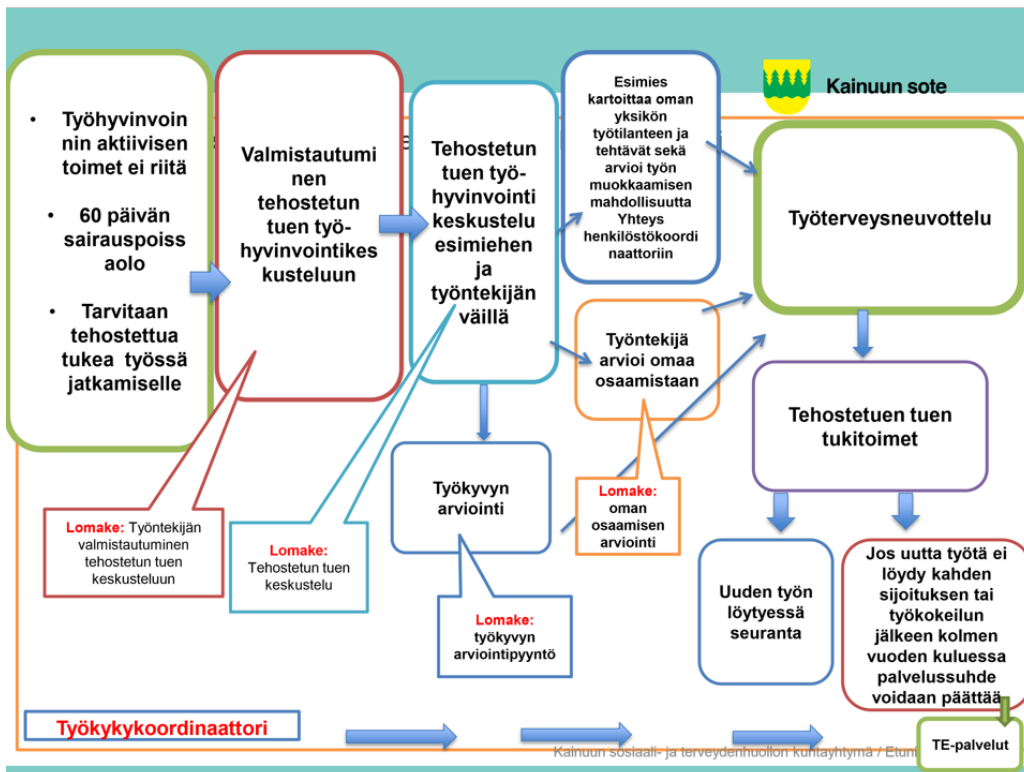 Kainuun sote
• Työhyvinvoin
nin aktiivisen
toimet ei riitä
• 60 päivän
sairauspoiss
aolo
• Tarvitaan
tehostettua
tukea työssä
jatkamiselle
Valmistautumi
nen
tehostetun
tuen työ-
hyvinvointikes
kusteluun
Tehostetun
tuen työ-
hyvinvointi
keskustelu
esimiehen
ja
työntekijän
väillä
Esimies
kartoittaa oman
yksikön
työtilanteen ja
tehtävät sekä
arvioi työn
muokkaamisen
mahdollisuutta
Yhteys
henkilöstökoordi
naattoriin
Työntekijä
arvioi omaa
osaamistaan
Työterveysneuvottelu
Tehostetuen tuen
tukitoimet
Työkyvyn
arviointi
Lomake: Työntekijän
valmistautuminen
tehostetun tuen
keskusteluun
Lomake:
Tehostetun tuen
keskustelu
Lomake:
työkyvyn
arviointipyyntö
Lomake:
oman
osaamisen
arviointi
Uuden työn
löytyessä
seuranta
Jos uutta työtä ei
löydy kahden
sijoituksen tai
työkokeilun
jälkeen kolmen
vuoden kuluessa
palvelussuhde
voidaan päättää
Työkykykoordinaattori
TE-palvelut
Kainuun sosiaali- ja terveydenhuollon kuntayhtymä /